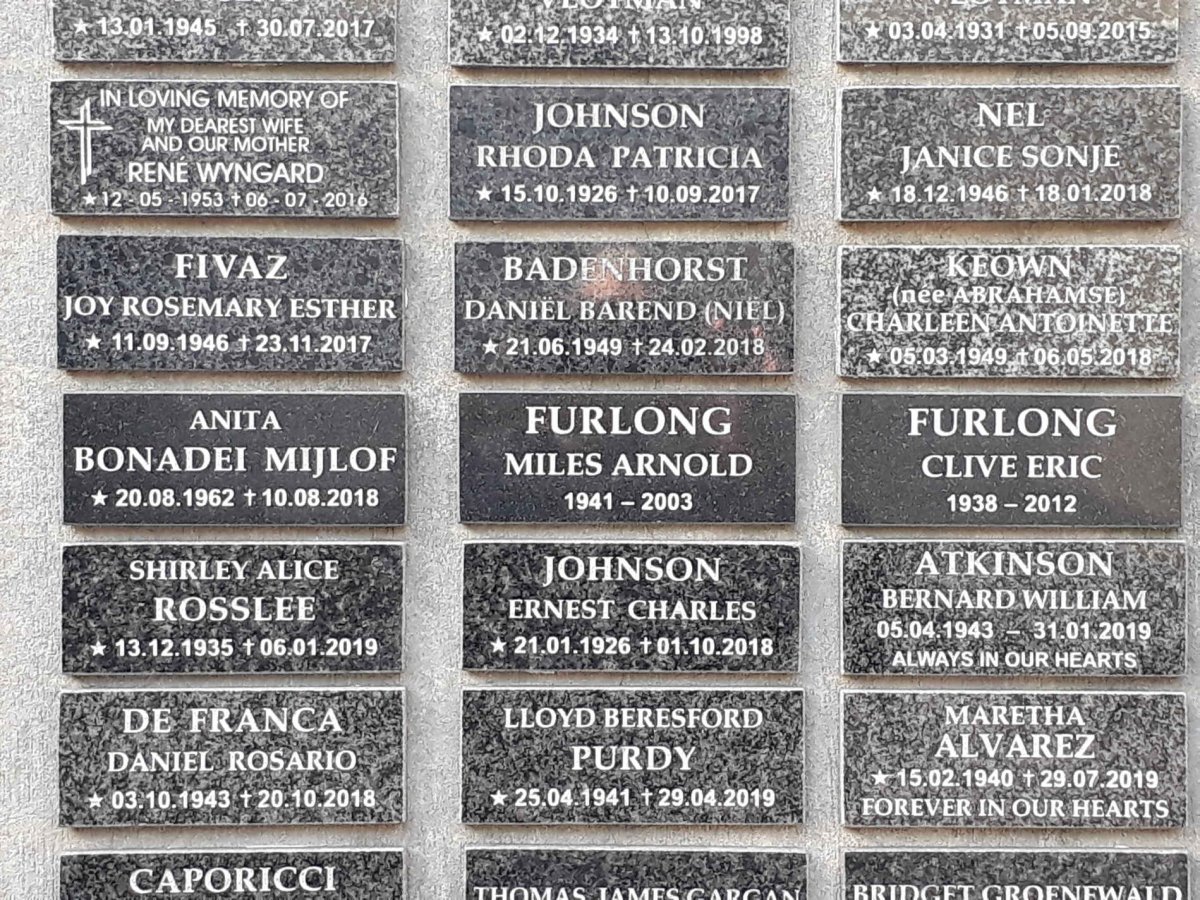 ★ 13.01.1945 † 30.07.2017
VLOTMAN
★ 02.12.1934 † 13.10.1998
VLOTMAN
★ 03.04.1931 † 05.09.2015
IN LOVING MEMORY OF
MY DEAREST WIFE
AND OUR MOTHER
RENÉ WYNGARD
★ 12 - 05 - 1953 † 06 - 07 - 2016
JOHNSON
RHODA PATRICIA
★ 15.10.1926 † 10.09.2017
NEL
JANICE SONJÉ
★ 18.12.1946 † 18.01.2018
FIVAZ
JOY ROSEMARY ESTHER
★ 11.09.1946 † 23.11.2017
BADENHORST
DANIËL BAREND (NIEL)
★ 21.06.1949 † 24.02.2018
KEOWN
(née ABRAHAMSE)
CHARLEEN ANTOINETTE
★ 05.03.1949 † 06.05.2018
ANITA
BONADEI MIJLOF
★ 20.08.1962 † 10.08.2018
FURLONG
MILES ARNOLD
1941 – 2003
FURLONG
CLIVE ERIC
1938 – 2012
SHIRLEY ALICE
ROSSLEE
★ 13.12.1935 † 06.01.2019
JOHNSON
ERNEST CHARLES
★ 21.01.1926 † 01.10.2018
ATKINSON
BERNARD WILLIAM
05.04.1943 – 31.01.2019
ALWAYS IN OUR HEARTS
DE FRANCA
DANIEL ROSARIO
★ 03.10.1943 † 20.10.2018
LLOYD BERESFORD
PURDY
★ 25.04.1941 † 29.04.2019
MARETHA
ALVAREZ
★ 15.02.1940 † 29.07.2019
FOREVER IN OUR HEARTS
CAPORICCI
THOMAS JAMES GARGAN
BRIDGET GROENEWALD